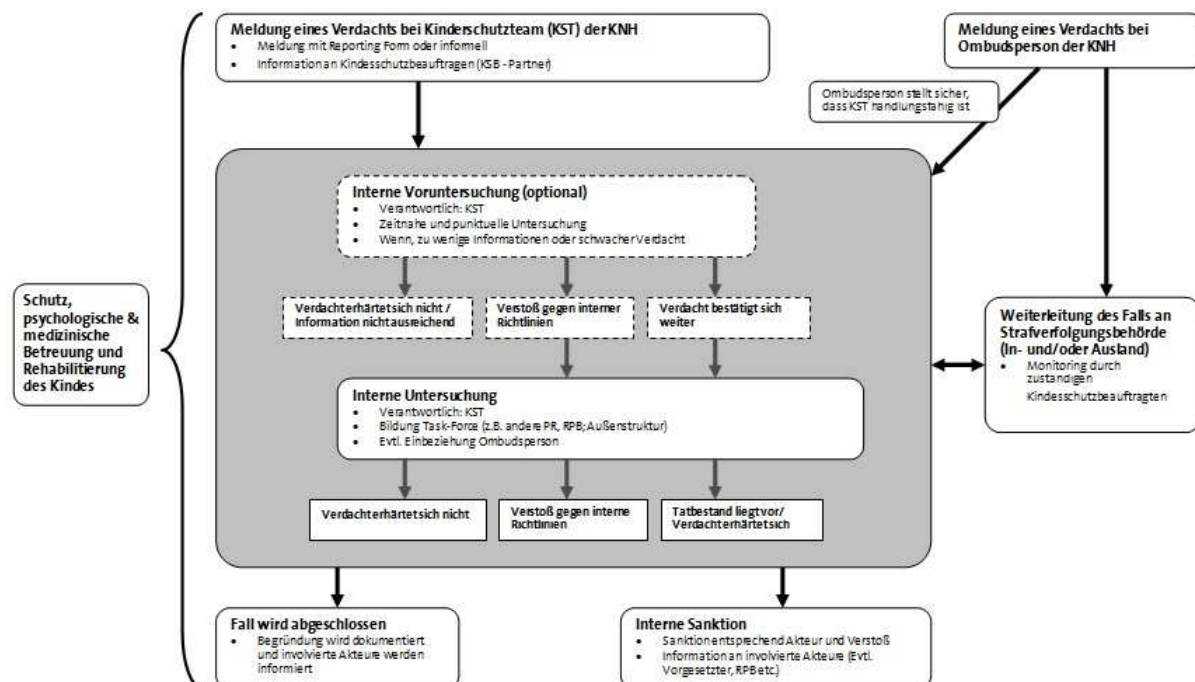 Meldung eines Verdachts bei Kinderschutzteam (KST) der KNH
• Meldung mit Reporting Form oder informell
• Information an Kindesschutzbeauftragen (KSB - Partner)
Meldung eines Verdachts bei
Ombudsperson der KNH
Ombudsperson stellt sicher,
dass KST handlungsfähig ist
Interne Voruntersuchung (optional)
• Verantwortlich: KST
• Zeitnahe und punktuelle Untersuchung
• Wenn, zu wenige Informationen oder schwacher Verdacht
Verdacht erhärtet sich nicht /
Information nicht ausreichend
Verstoß gegen interner
Richtlinien
Verdacht bestätigt sich
weiter
Schutz,
psychologische &
medizinische
Betreuung und
Rehabilitierung
des Kindes
Weiterleitung des Falls an
Strafverfolgungsbehörde
(In- und/oder Ausland)
• Monitoring durch
zuständigen
Kindesschutzbeauftragten
Interne Untersuchung
• Verantwortlich: KST
• Bildung Task-Force (z.B. andere PR, RPB; Außenstruktur)
• Evtl. Einbeziehung Ombudsperson
Verdacht erhärtet sich nicht
Verstoß gegen interne
Richtlinien
Tatbestand liegt vor/
Verdacht erhärtet sich
Fall wird abgeschlossen
• Begründung wird dokumentiert
und involvierte Akteure werden
informiert
Interne Sanktion
• Sanktion entsprechend Akteur und Verstoß
• Information an involvierte Akteure (Evtl.
Vorgesetzter, RPB etc.)